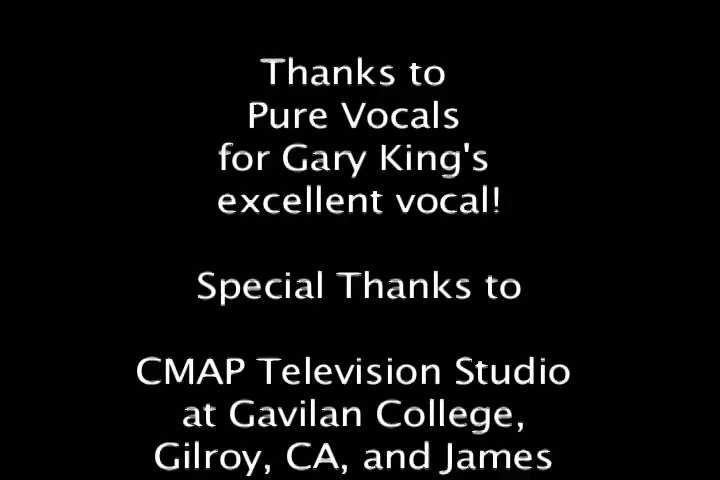 Thanks to
Pure Vocals
for Gary King's
excellent vocal!
Special Thanks to
CMAP Television Studio
at Gavilan College,
Gilroy, CA, and James